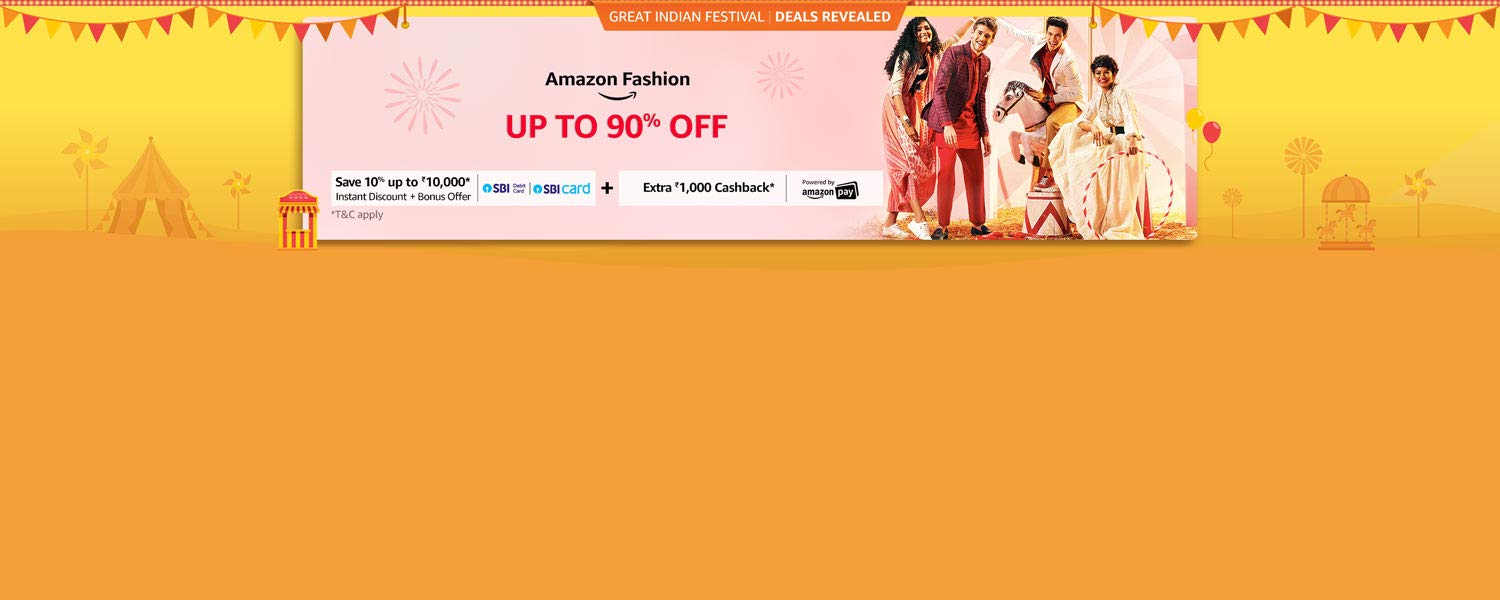 GREAT INDIAN FESTIVAL | DEALS REVEALED
Amazon Fashion
UP TO 90% OFF
Save 10% up to ₹10,000*
Instant Discount + Bonus Offer
SBI Debit Card | SBI card
+
Extra ₹1,000 Cashback*
Powered by
amazon pay
*T&C apply